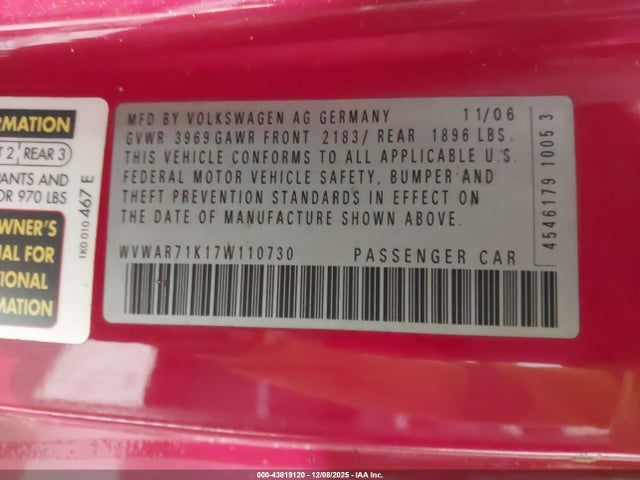 RMATION
T 2 REAR 3
ANTS AND
OR 970 LBS
WNER'S
AL FOR
TIONAL
MATION
1K0 010 467 E
MFD BY VOLKSWAGEN AG GERMANY 11/06
GVWR 3969 GAWR FRONT 2183/ REAR 1896 LBS.
THIS VEHICLE CONFORMS TO ALL APPLICABLE U.S.
FEDERAL MOTOR VEHICLE SAFETY, BUMPER AND
THEFT PREVENTION STANDARDS IN EFFECT ON
THE DATE OF MANUFACTURE SHOWN ABOVE.
WVWAR71K17W110730 PASSENGER CAR
4546179 1005 3
000-43819120 - 12/08/2025 - IAA Inc.